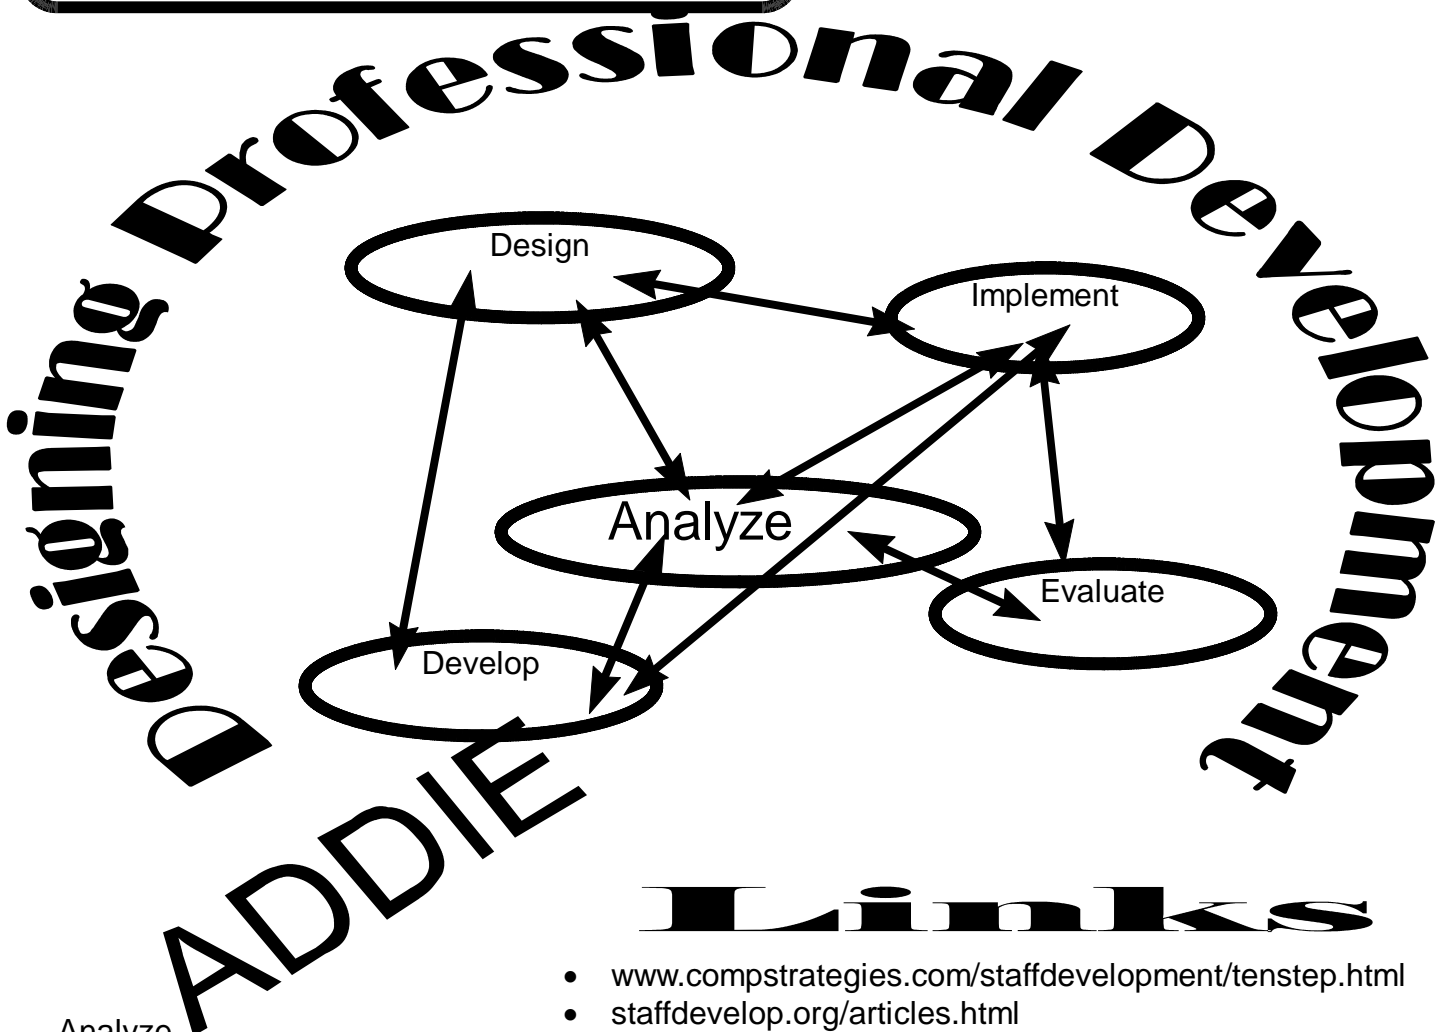 Designing Professional Development
Design
Implement
Analyze
Evaluate
Develop
ADDIE
Links
• www.compstrategies.com/staffdevelopment/tenstep.html
• staffdevelop.org/articles.html
Analyze